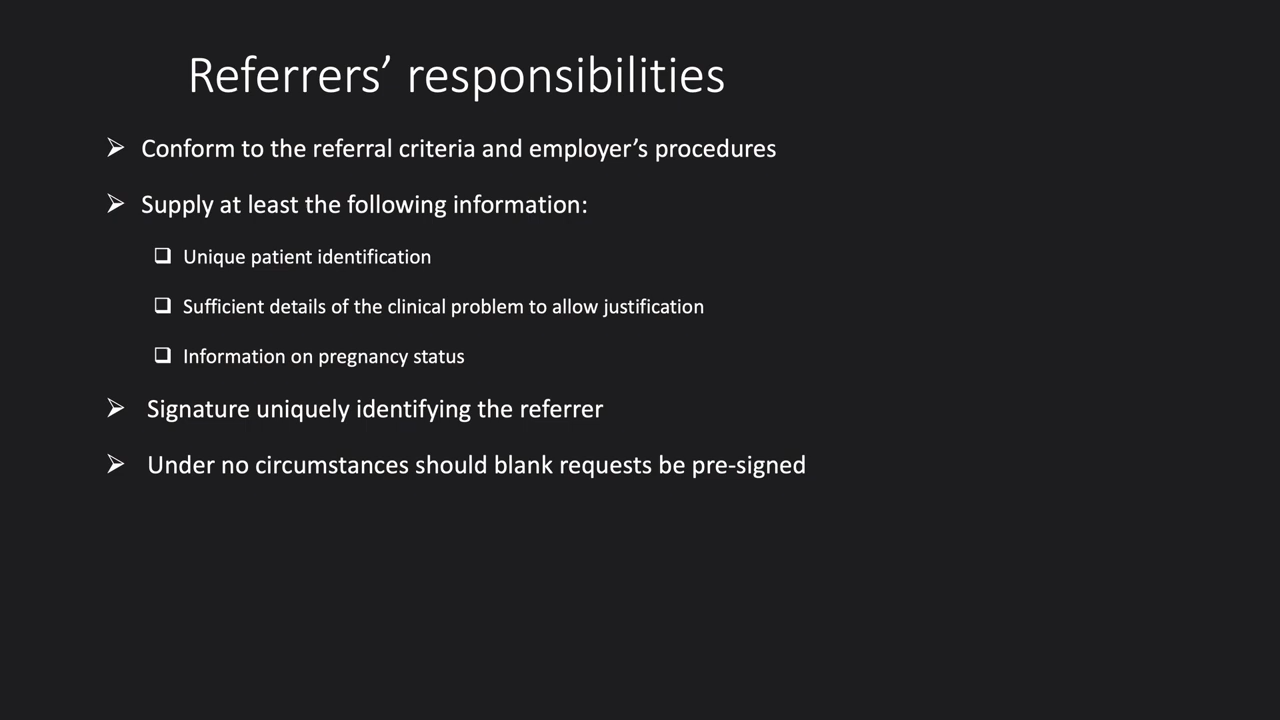 Referrers’ responsibilities
➢ Conform to the referral criteria and employer’s procedures
➢ Supply at least the following information:
❑ Unique patient identification
❑ Sufficient details of the clinical problem to allow justification
❑ Information on pregnancy status
➢ Signature uniquely identifying the referrer
➢ Under no circumstances should blank requests be pre-signed